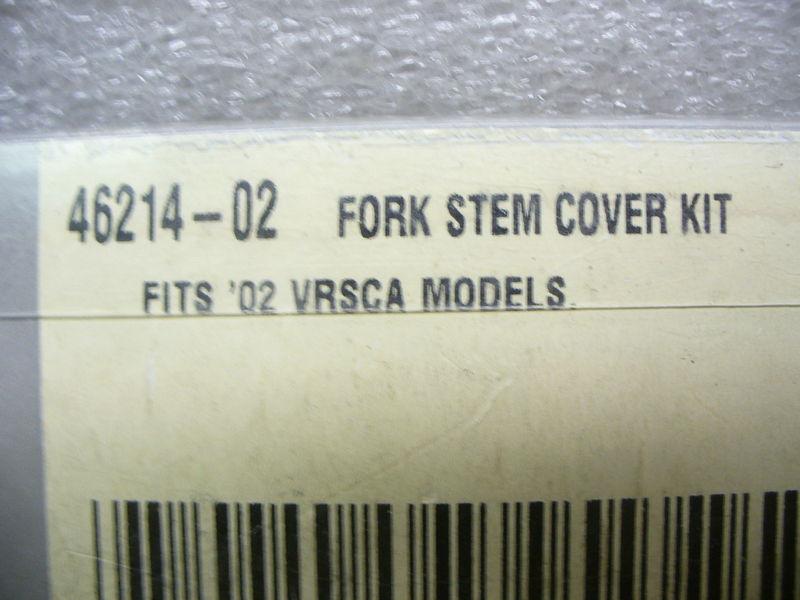 46214-02 FORK STEM COVER KIT
FITS '02 VRSCA MODELS.